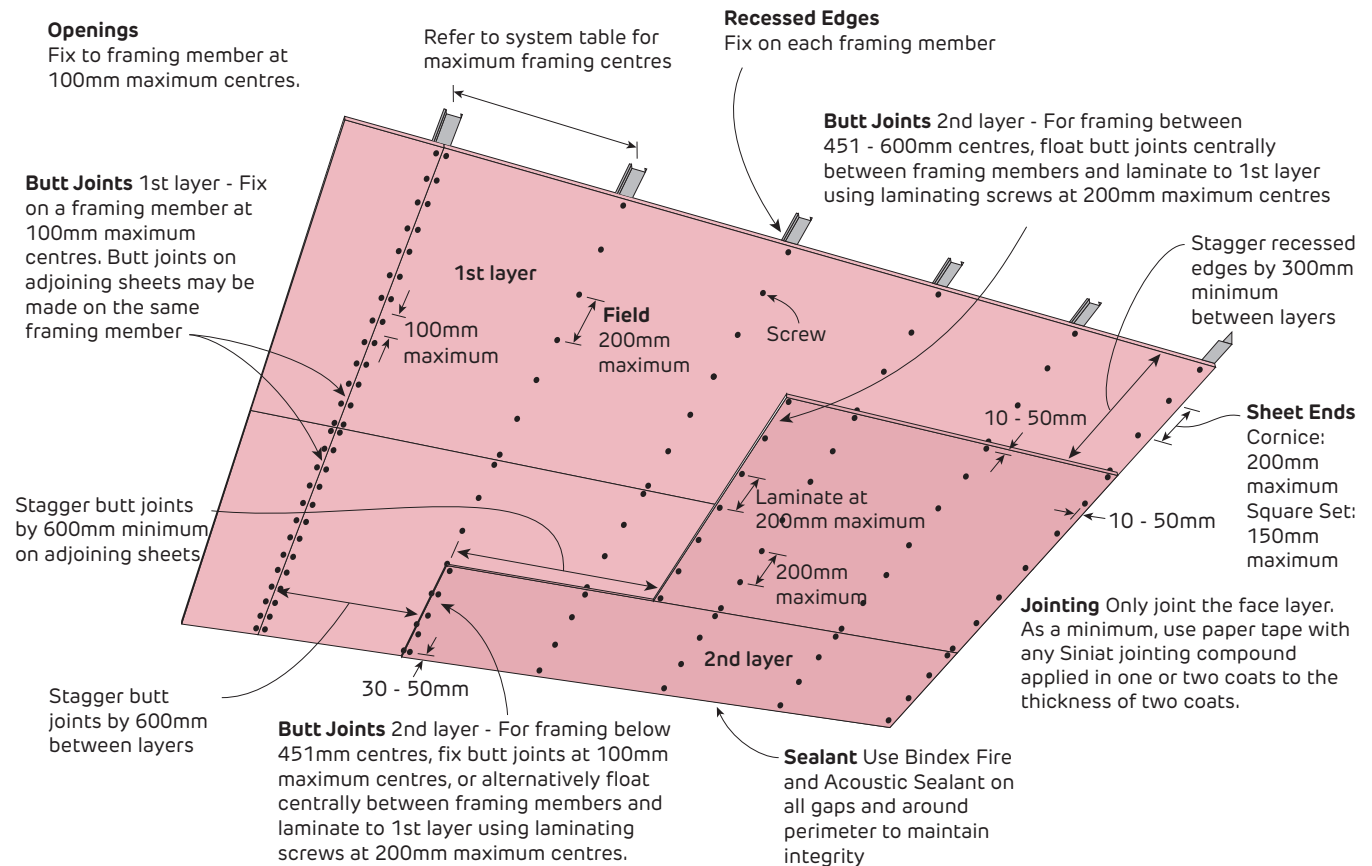 Openings
Fix to framing member at
100mm maximum centres.
Refer to system table for
maximum framing centres
Recessed Edges
Fix on each framing member
Butt Joints 2nd layer - For framing between
451 - 600mm centres, float butt joints centrally
between framing members and laminate to 1st layer
using laminating screws at 200mm maximum centres
Butt Joints 1st layer - Fix
on a framing member at
100mm maximum
centres. Butt joints on
adjoining sheets may be
made on the same
framing member
Stagger recessed
edges by 300mm
minimum
between layers
1st layer
100mm
maximum
Field
200mm
maximum
Screw
10 - 50mm
Sheet Ends
Cornice:
200mm
maximum
Square Set:
150mm
maximum
Laminate at
200mm maximum
10 - 50mm
Stagger butt joints
by 600mm minimum
on adjoining sheets
200mm
maximum
Jointing Only joint the face layer.
As a minimum, use paper tape with
any Siniat jointing compound
applied in one or two coats to the
thickness of two coats.
2nd layer
30 - 50mm
Stagger butt
joints by 600mm
between layers
Butt Joints 2nd layer - For framing below
451mm centres, fix butt joints at 100mm
maximum centres, or alternatively float
centrally between framing members and
laminate to 1st layer using laminating
screws at 200mm maximum centres.
Sealant Use Bindex Fire
and Acoustic Sealant on
all gaps and around
perimeter to maintain
integrity